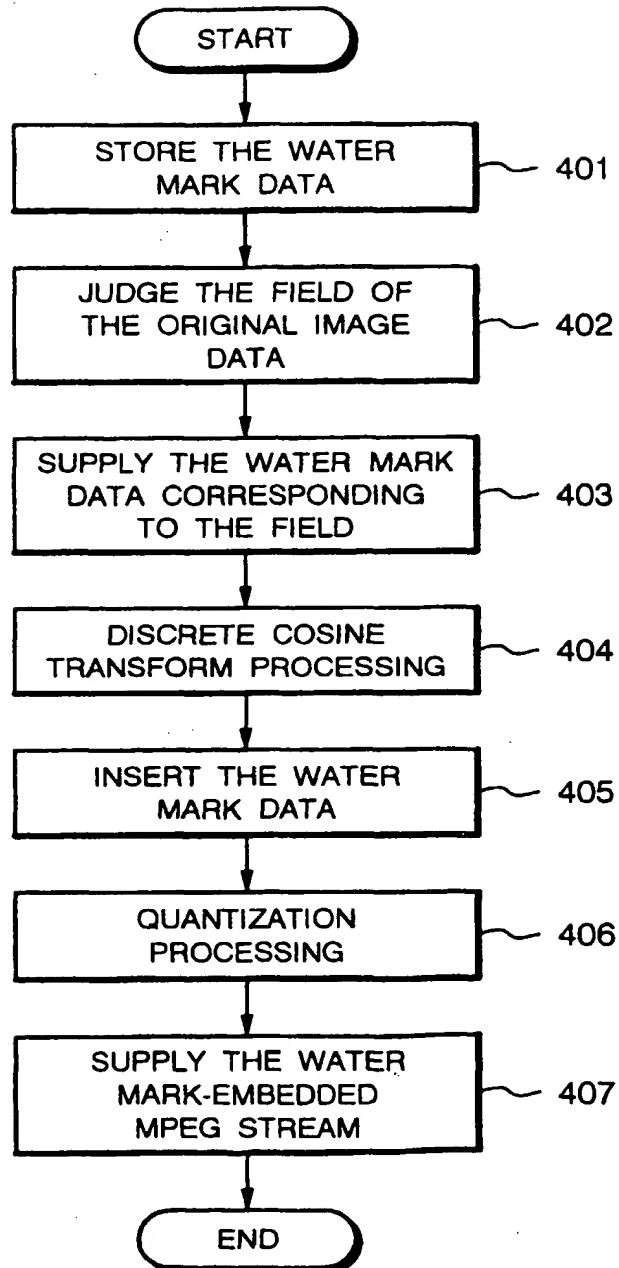 START
STORE THE WATER
MARK DATA
401
JUDGE THE FIELD OF
THE ORIGINAL IMAGE
DATA
402
SUPPLY THE WATER MARK
DATA CORRESPONDING
TO THE FIELD
403
DISCRETE COSINE
TRANSFORM PROCESSING
404
INSERT THE WATER
MARK DATA
405
QUANTIZATION
PROCESSING
406
SUPPLY THE WATER
MARK-EMBEDDED
MPEG STREAM
407
END